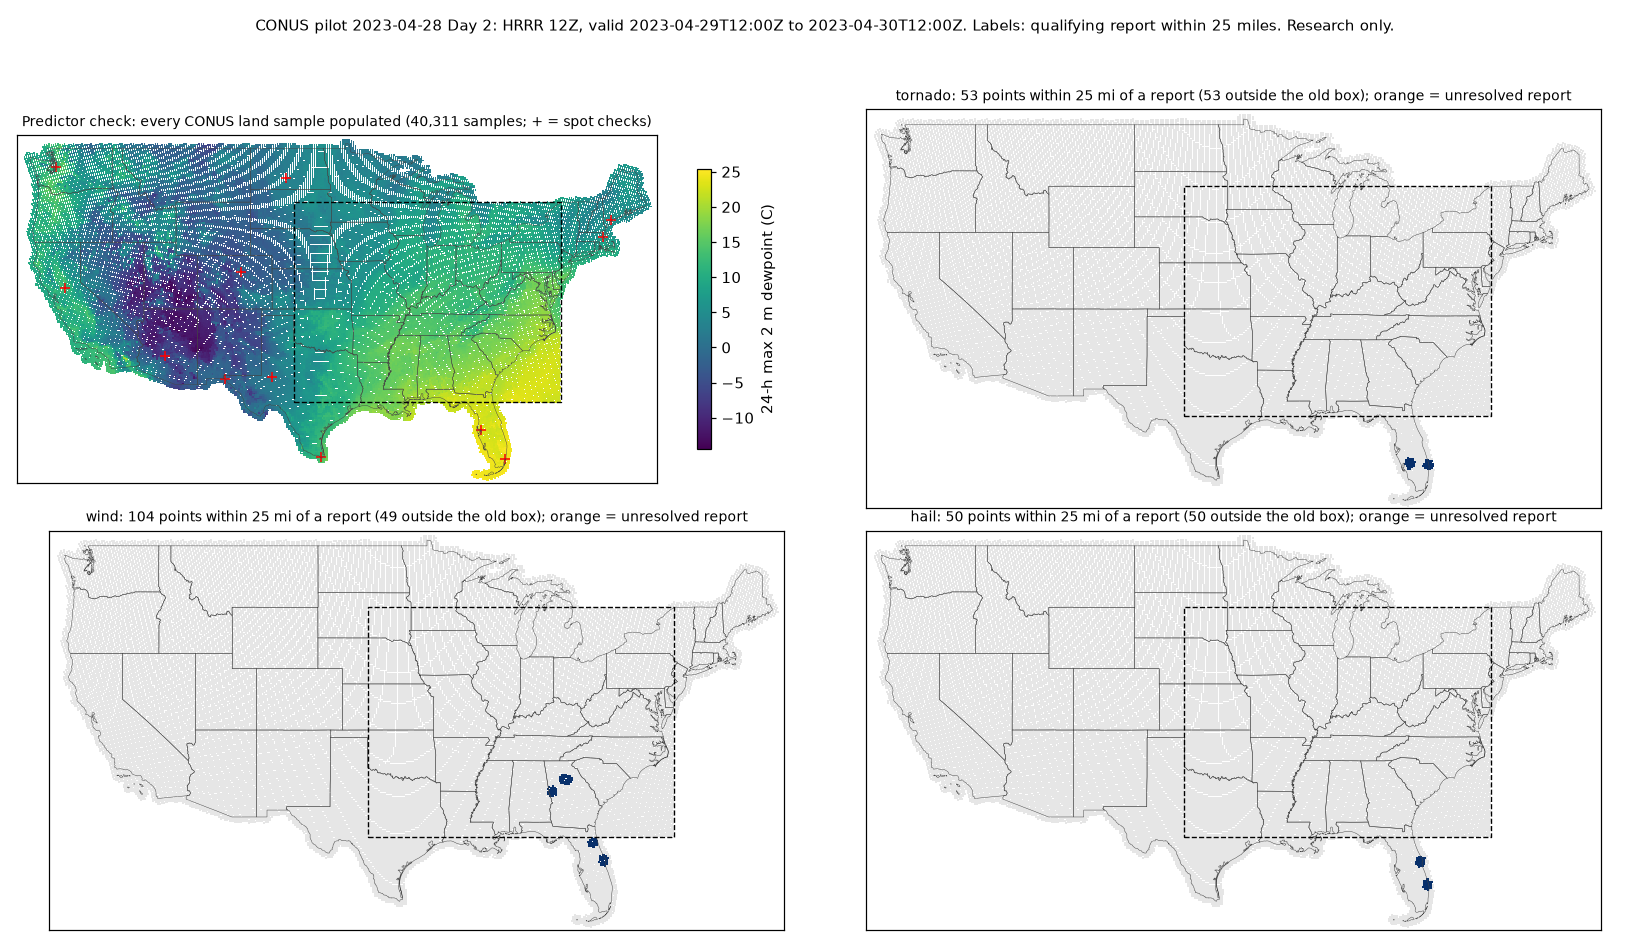 CONUS pilot 2023-04-28 Day 2: HRRR 12Z, valid 2023-04-29T12:00Z to 2023-04-30T12:00Z. Labels: qualifying report within 25 miles. Research only.
Predictor check: every CONUS land sample populated (40,311 samples; + = spot checks)
25
20
15
10
5
0
−5
−10
24-h max 2 m dewpoint (C)
tornado: 53 points within 25 mi of a report (53 outside the old box); orange = unresolved report
wind: 104 points within 25 mi of a report (49 outside the old box); orange = unresolved report
hail: 50 points within 25 mi of a report (50 outside the old box); orange = unresolved report